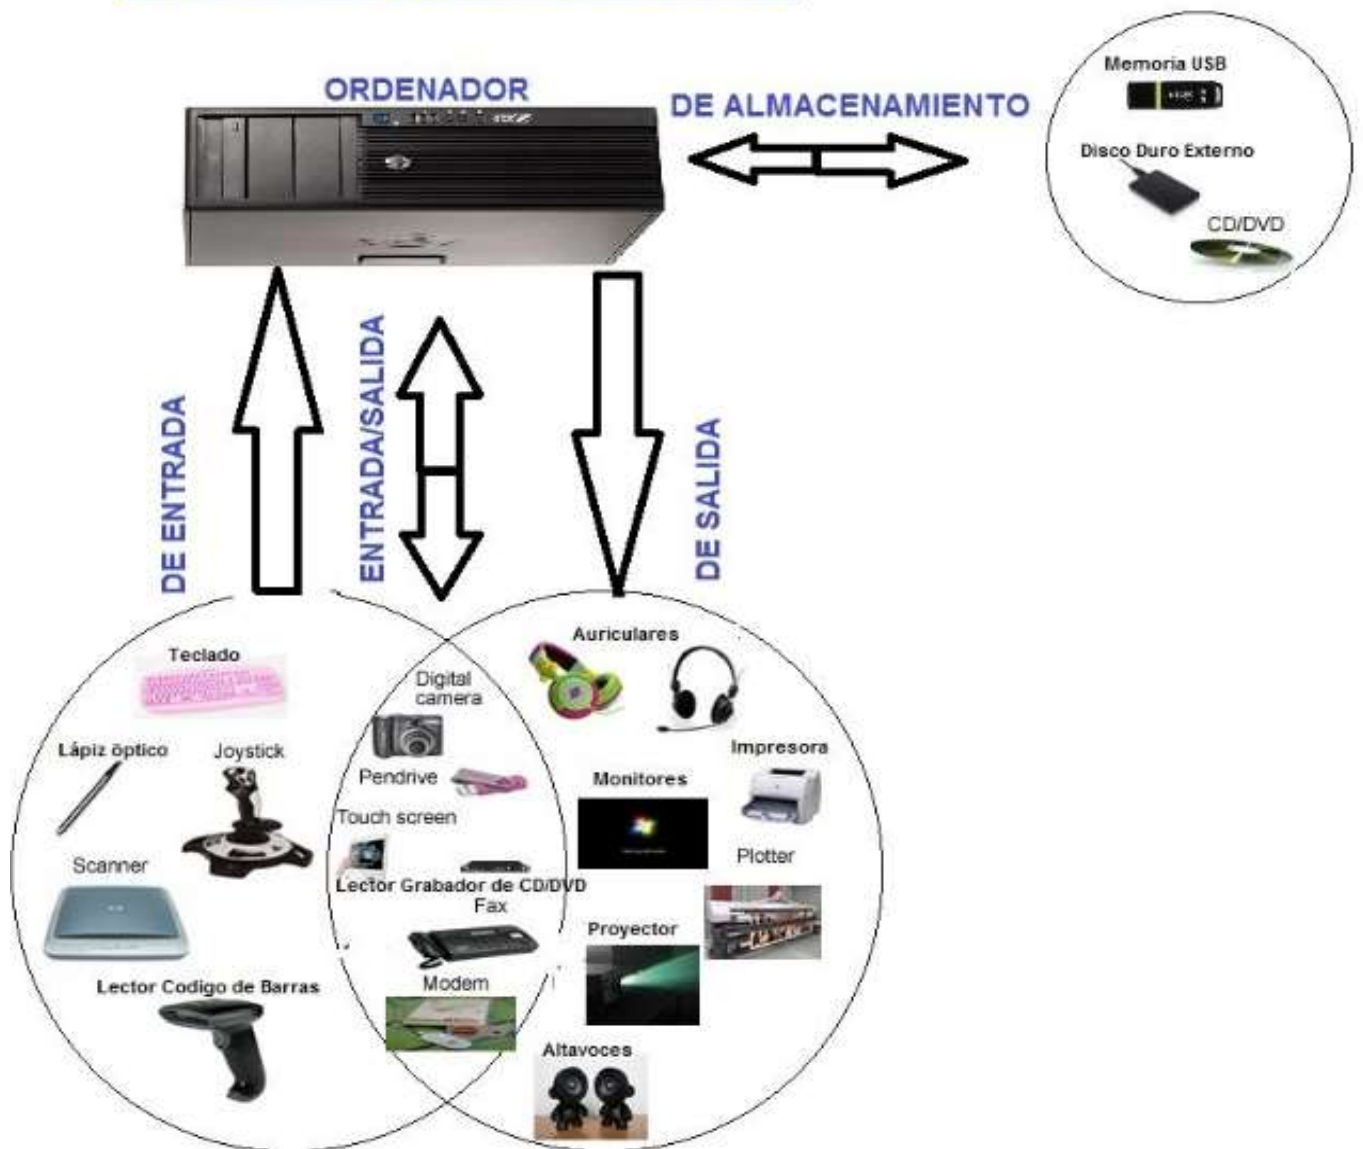 ORDENADOR
DE ALMACENAMIENTO
Memoria USB
Disco Duro Externo
CD/DVD
DE ENTRADA
ENTRADA/SALIDA
DE SALIDA
Teclado
Lápiz öptico
Joystick
Scanner
Lector Codigo de Barras
Digital
camera
Pendrive
Touch screen
Lector Grabador de CD/DVD
Fax
Modem
Auriculares
Impresora
Monitores
Plotter
Proyector
Altavoces